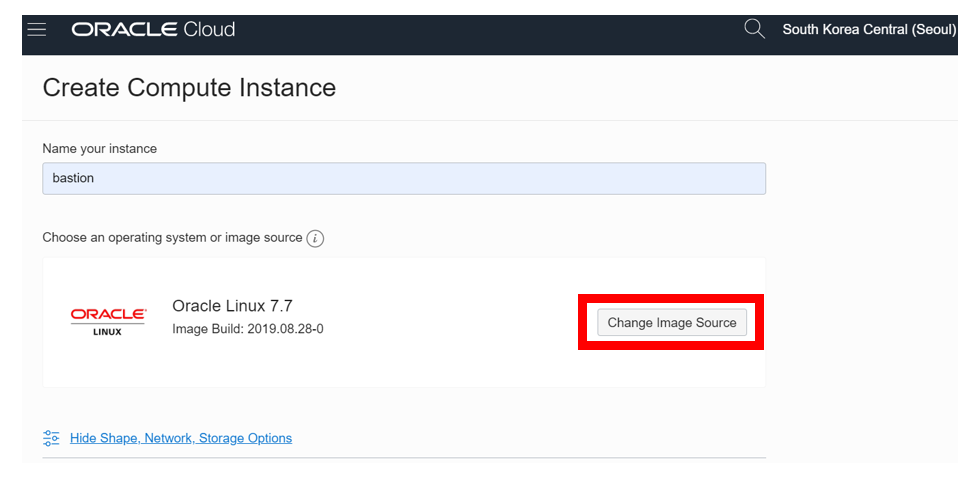 ORACLE Cloud
South Korea Central (Seoul)
Create Compute Instance
Name your instance
bastion
Choose an operating system or image source i
ORACLE
LINUX
Oracle Linux 7.7
Image Build: 2019.08.28-0
Change Image Source
Hide Shape, Network, Storage Options